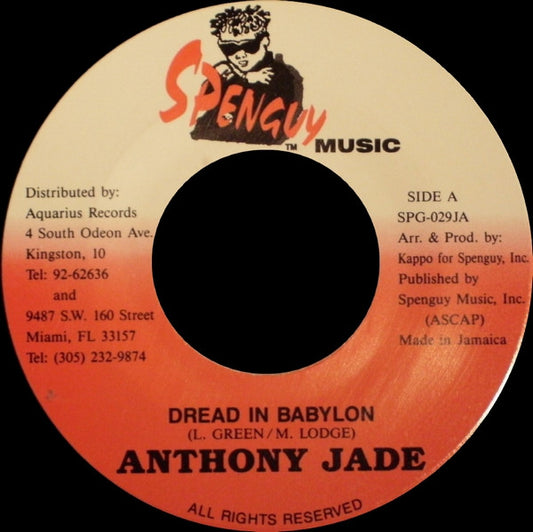 SPENGUY
™ MUSIC
Distributed by:
Aquarius Records
4 South Odeon Ave.
Kingston, 10
Tel: 92-62636
and
9487 S.W. 160 Street
Miami, FL 33157
Tel: (305) 232-9874
SIDE A
SPG-029JA
Arr. & Prod. by:
Kappo for Spenguy, Inc.
Published by
Spenguy Music, Inc.
(ASCAP)
Made in Jamaica
DREAD IN BABYLON
(L. GREEN/M. LODGE)
ANTHONY JADE
ALL RIGHTS RESERVED